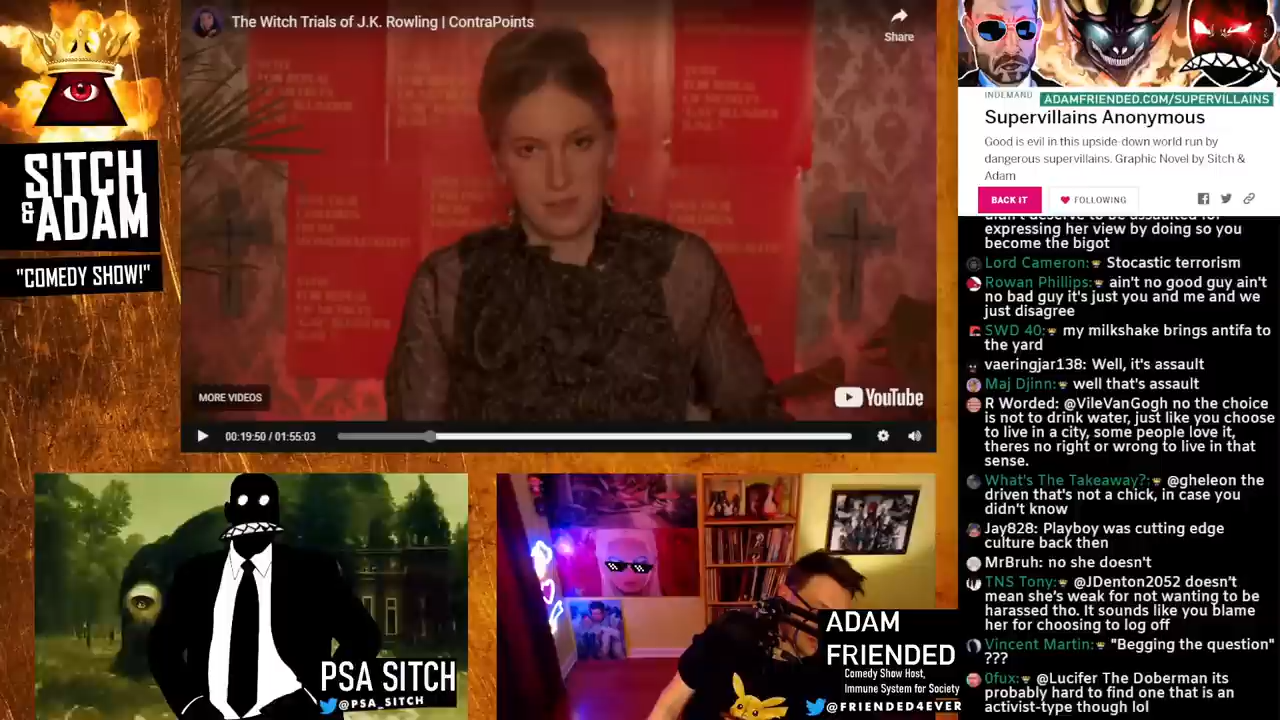 The Witch Trials of J.K. Rowling | ContraPoints
Share
MORE VIDEOS
YouTube
00:19:50 / 01:55:03
SITCH
& ADAM
"COMEDY SHOW!"
PSA SITCH
@PSA_SITCH
ADAM
FRIENDED
Comedy Show Host,
Immune System for Society
@FRIENDED4EVER
INDEMAND
ADAMFRIENDED.COM/SUPERVILLAINS
Supervillains Anonymous
Good is evil in this upside-down world run by
dangerous supervillains. Graphic Novel by Sitch &
Adam
BACK IT
FOLLOWING
didn't deserve to be assaulted for
expressing her view by doing so you
become the bigot
Lord Cameron: Stocastic terrorism
Rowan Phillips: ain't no good guy ain't
no bad guy it's just you and me and we
just disagree
SWD 40: my milkshake brings antifa to
the yard
vaeringjar138: Well, it's assault
Maj Djinn: well that's assault
R Worded: @VileVanGogh no the choice
is not to drink water, just like you choose
to live in a city, some people love it,
theres no right or wrong to live in that
sense.
What's The Takeaway?: @gheleon the
driven that's not a chick, in case you
didn't know
Jay828: Playboy was cutting edge
culture back then
MrBruh: no she doesn't
TNS Tony: @JDenton2052 doesn't
mean she's weak for not wanting to be
harassed tho. It sounds like you blame
her for choosing to log off
Vincent Martin: "Begging the question"
???
0fux: @Lucifer The Doberman its
probably hard to find one that is an
activist-type though lol